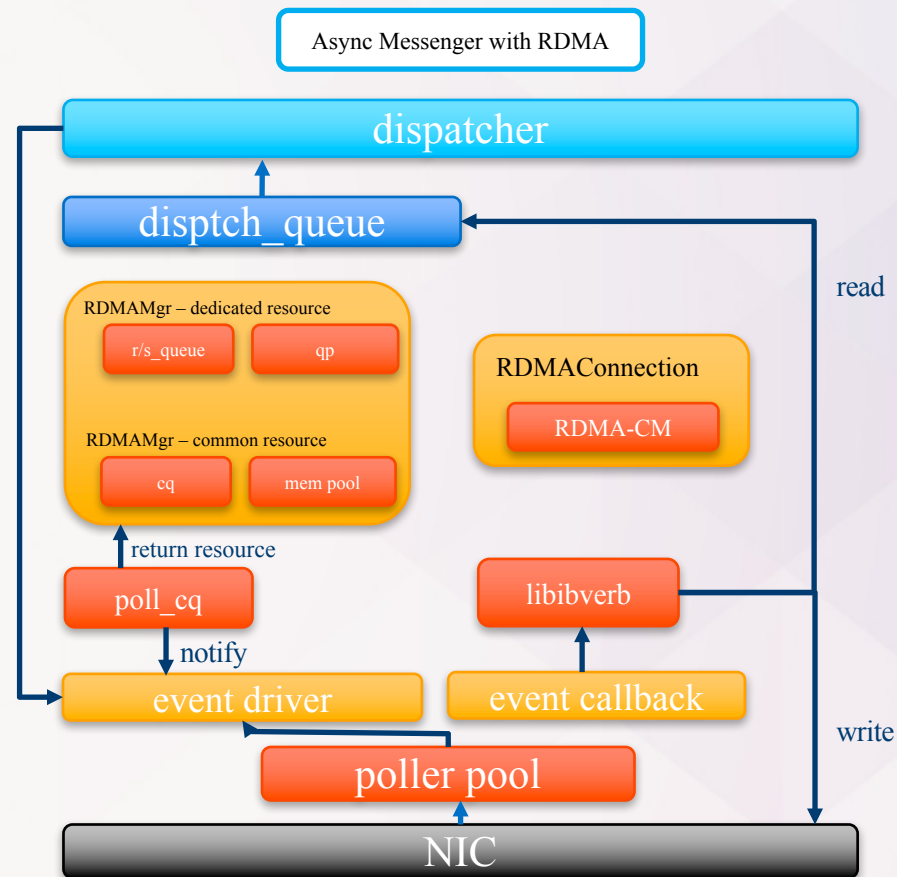 Async Messenger with RDMA
dispatcher
disptch_queue
read
RDMAMgr – dedicated resource
r/s_queue
qp
RDMAConnection
RDMA-CM
RDMAMgr – common resource
cq
mem pool
return resource
poll_cq
libibverb
notify
event driver
event callback
write
poller pool
NIC